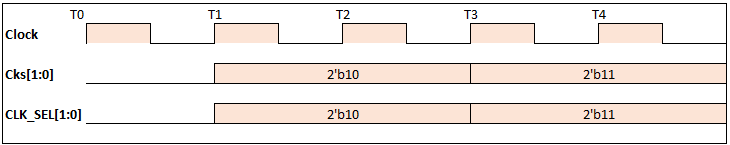 T0 T1 T2 T3 T4
Clock
Cks[1:0] 2'b10 2'b11
CLK_SEL[1:0] 2'b10 2'b11